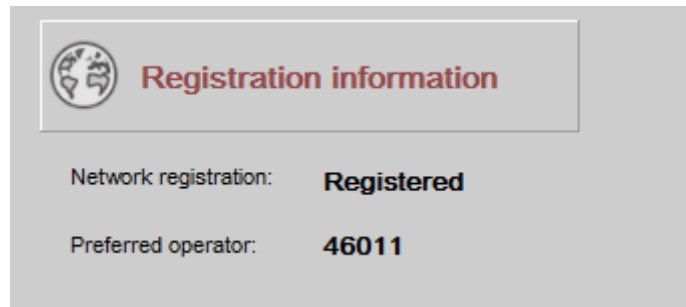 Registration information
Network registration: Registered
Preferred operator: 46011